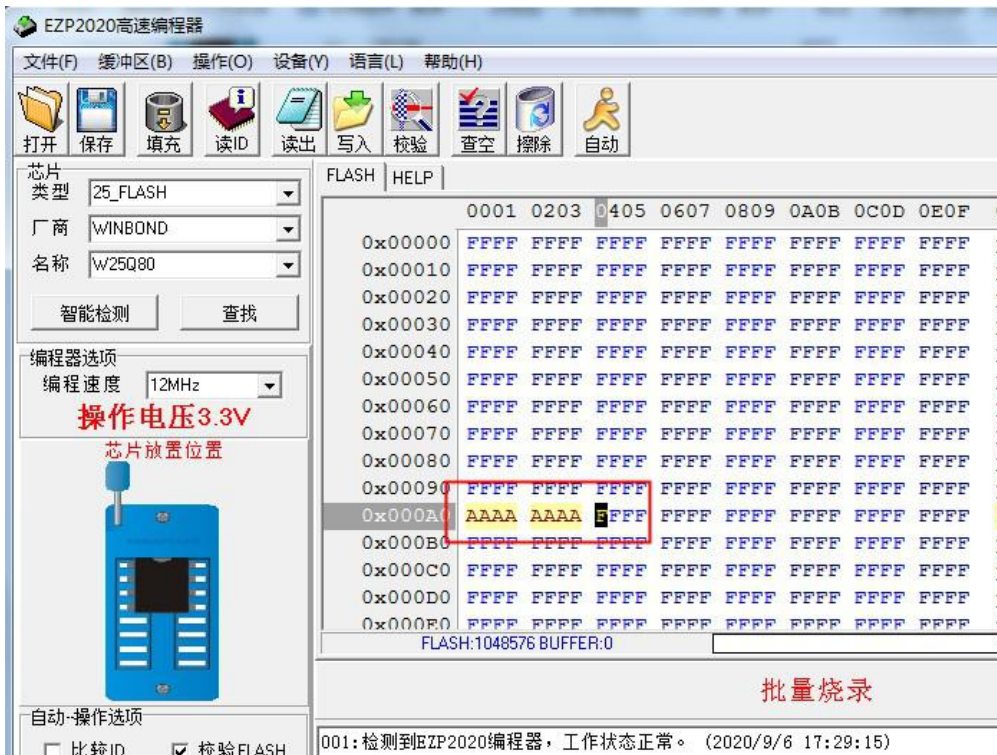 EZP2020高速编程器
文件(F) 缓冲区(B) 操作(O) 设备(Y) 语言(L) 帮助(H)
打开 保存 填充 读ID 读出 写入 校验 查空 擦除 自动
芯片
类型 25_FLASH
厂商 WINBOND
名称 W25Q80
智能检测 查找
编程器选项
编程速度 12MHz
操作电压3.3V
芯片放置位置
自动--操作选项
比较ID 校验FLASH
FLASH HELP
0001 0203 0405 0607 0809 0A0B 0C0D 0E0F
0x00000 FFFF FFFF FFFF FFFF FFFF FFFF FFFF FFFF
0x00010 FFFF FFFF FFFF FFFF FFFF FFFF FFFF FFFF
0x00020 FFFF FFFF FFFF FFFF FFFF FFFF FFFF FFFF
0x00030 FFFF FFFF FFFF FFFF FFFF FFFF FFFF FFFF
0x00040 FFFF FFFF FFFF FFFF FFFF FFFF FFFF FFFF
0x00050 FFFF FFFF FFFF FFFF FFFF FFFF FFFF FFFF
0x00060 FFFF FFFF FFFF FFFF FFFF FFFF FFFF FFFF
0x00070 FFFF FFFF FFFF FFFF FFFF FFFF FFFF FFFF
0x00080 FFFF FFFF FFFF FFFF FFFF FFFF FFFF FFFF
0x00090 FFFF FFFF FFFF FFFF FFFF FFFF FFFF FFFF
0x000A0 AAAA AAAA FFFF FFFF FFFF FFFF FFFF FFFF
0x000B0 FFFF FFFF FFFF FFFF FFFF FFFF FFFF FFFF
0x000C0 FFFF FFFF FFFF FFFF FFFF FFFF FFFF FFFF
0x000D0 FFFF FFFF FFFF FFFF FFFF FFFF FFFF FFFF
0x000E0 FFFF FFFF FFFF FFFF FFFF FFFF FFFF FFFF
FLASH:1048576 BUFFER:0
批量烧录
001:检测到EZP2020编程器，工作状态正常。 (2020/9/6 17:29:15)